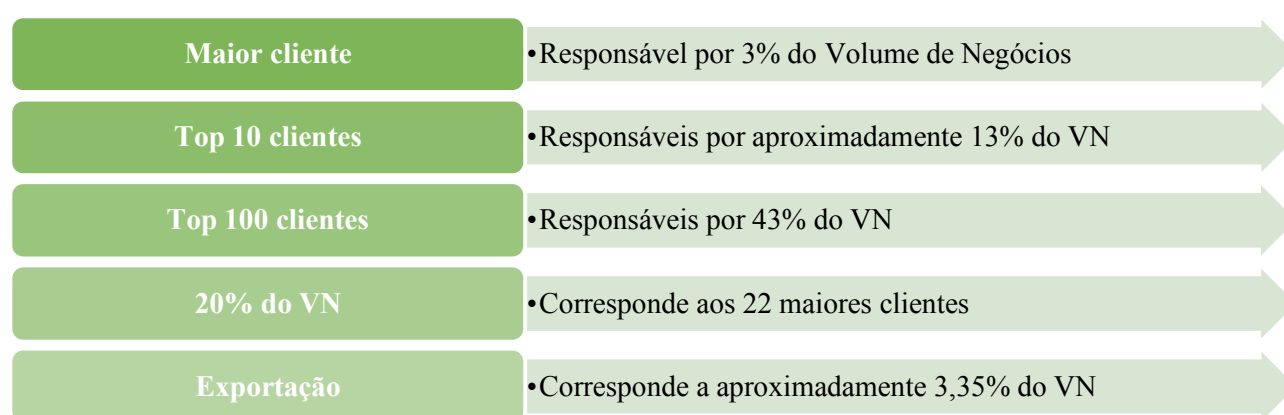 Maior cliente
•Responsável por 3% do Volume de Negócios
Top 10 clientes
•Responsáveis por aproximadamente 13% do VN
Top 100 clientes
•Responsáveis por 43% do VN
20% do VN
•Corresponde aos 22 maiores clientes
Exportação
•Corresponde a aproximadamente 3,35% do VN